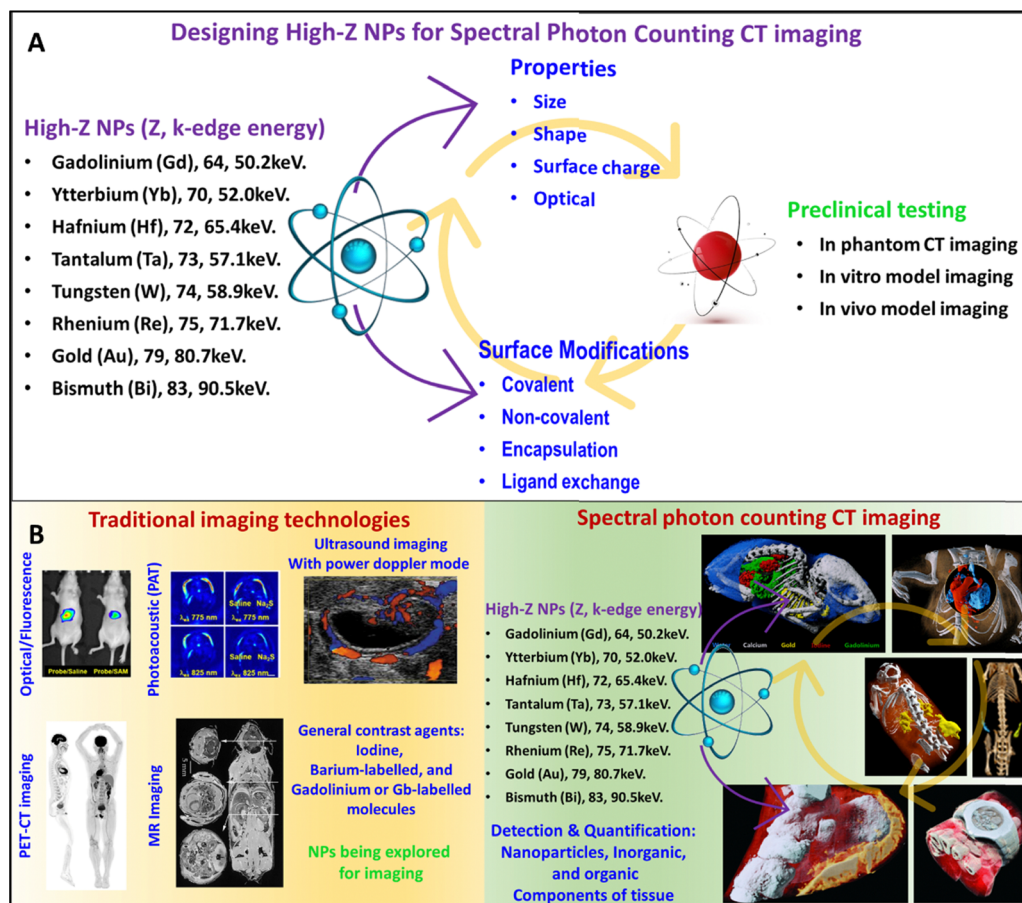 A
Designing High-Z NPs for Spectral Photon Counting CT imaging
High-Z NPs (Z, k-edge energy)
• Gadolinium (Gd), 64, 50.2keV.
• Ytterbium (Yb), 70, 52.0keV.
• Hafnium (Hf), 72, 65.4keV.
• Tantalum (Ta), 73, 57.1keV.
• Tungsten (W), 74, 58.9keV.
• Rhenium (Re), 75, 71.7keV.
• Gold (Au), 79, 80.7keV.
• Bismuth (Bi), 83, 90.5keV.
Properties
• Size
• Shape
• Surface charge
• Optical
Preclinical testing
• In phantom CT imaging
• In vitro model imaging
• In vivo model imaging
Surface Modifications
• Covalent
• Non-covalent
• Encapsulation
• Ligand exchange
B
Traditional imaging technologies
Optical/Fluorescence
Probe/Saline
Probe/SAM
Photoacoustic (PAT)
775 nm
Saline Na₂S
775 nm
825 nm
Saline Na₂S
825 nm
Ultrasound imaging
With power doppler mode
PET-CT imaging
MR Imaging
5 mm
General contrast agents:
Iodine,
Barium-labelled, and
Gadolinium or Gb-labelled
molecules
NPs being explored
for imaging
Spectral photon counting CT imaging
High-Z NPs (Z, k-edge energy)
• Gadolinium (Gd), 64, 50.2keV.
• Ytterbium (Yb), 70, 52.0keV.
• Hafnium (Hf), 72, 65.4keV.
• Tantalum (Ta), 73, 57.1keV.
• Tungsten (W), 74, 58.9keV.
• Rhenium (Re), 75, 71.7keV.
• Gold (Au), 79, 80.7keV.
• Bismuth (Bi), 83, 90.5keV.
Calcium
Gold
Gadolinium
Detection & Quantification:
Nanoparticles, Inorganic,
and organic
Components of tissue